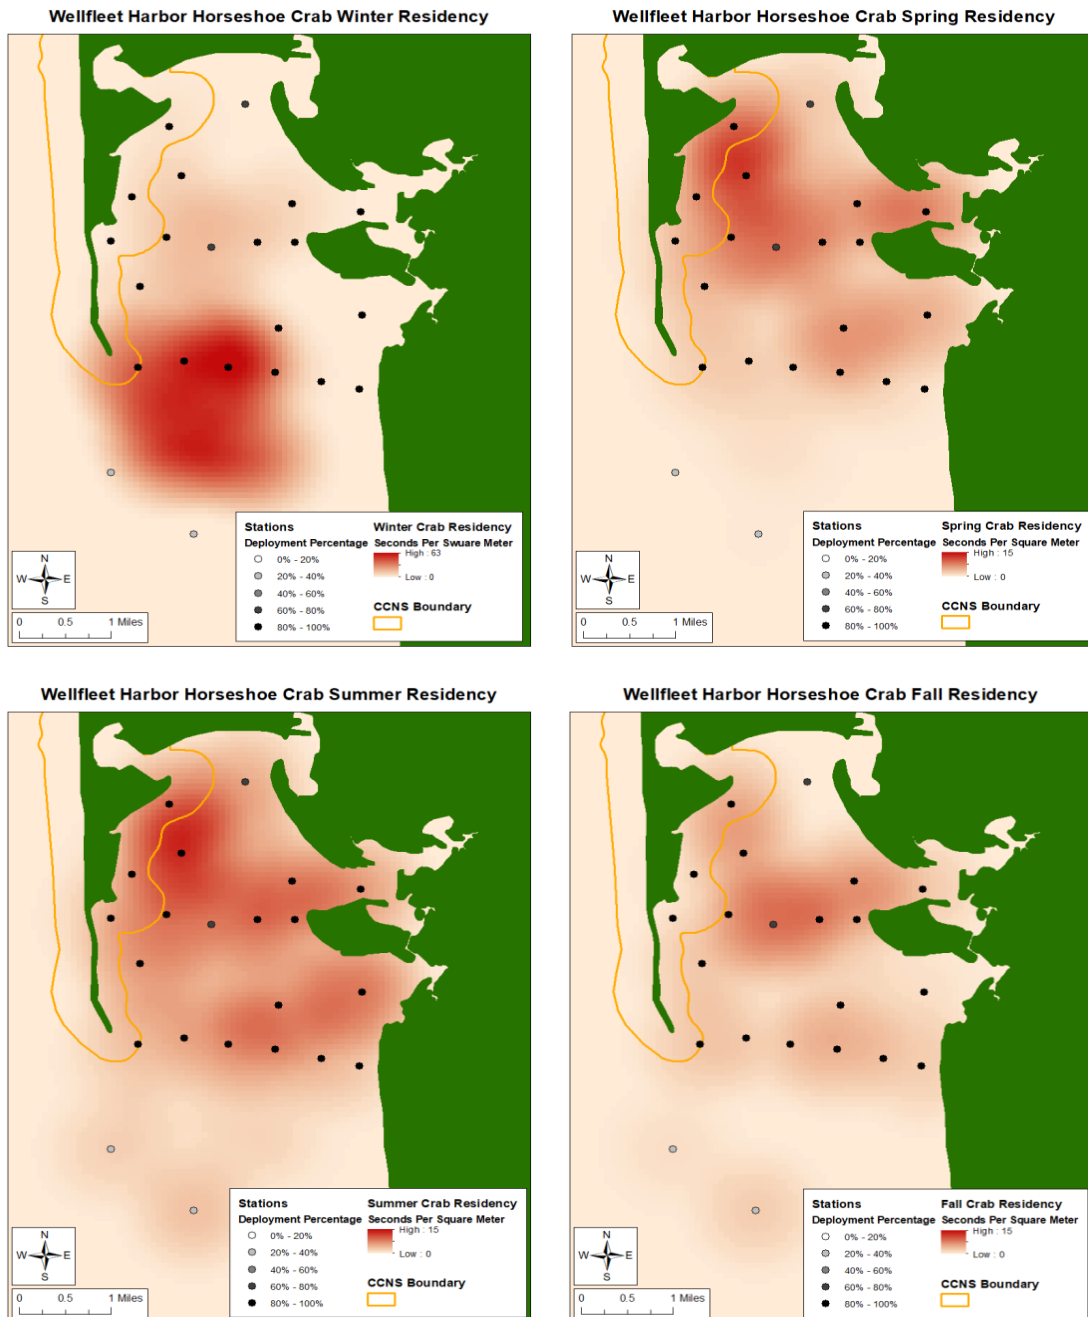 Wellfleet Harbor Horseshoe Crab Winter Residency
Stations
Deployment Percentage
0% - 20%
20% - 40%
40% - 60%
60% - 80%
80% - 100%
Winter Crab Residency
Seconds Per Swuare Meter
High : 63
Low : 0
CCNS Boundary
N
W E
S
0 0.5 1 Miles
Wellfleet Harbor Horseshoe Crab Spring Residency
Stations
Deployment Percentage
0% - 20%
20% - 40%
40% - 60%
60% - 80%
80% - 100%
Spring Crab Residency
Seconds Per Square Meter
High : 15
Low : 0
CCNS Boundary
N
W E
S
0 0.5 1 Miles
Wellfleet Harbor Horseshoe Crab Summer Residency
Stations
Deployment Percentage
0% - 20%
20% - 40%
40% - 60%
60% - 80%
80% - 100%
Summer Crab Residency
Seconds Per Square Meter
High : 15
Low : 0
CCNS Boundary
N
W E
S
0 0.5 1 Miles
Wellfleet Harbor Horseshoe Crab Fall Residency
Stations
Deployment Percentage
0% - 20%
20% - 40%
40% - 60%
60% - 80%
80% - 100%
Fall Crab Residency
Seconds Per Square Meter
High : 15
Low : 0
CCNS Boundary
N
W E
S
0 0.5 1 Miles